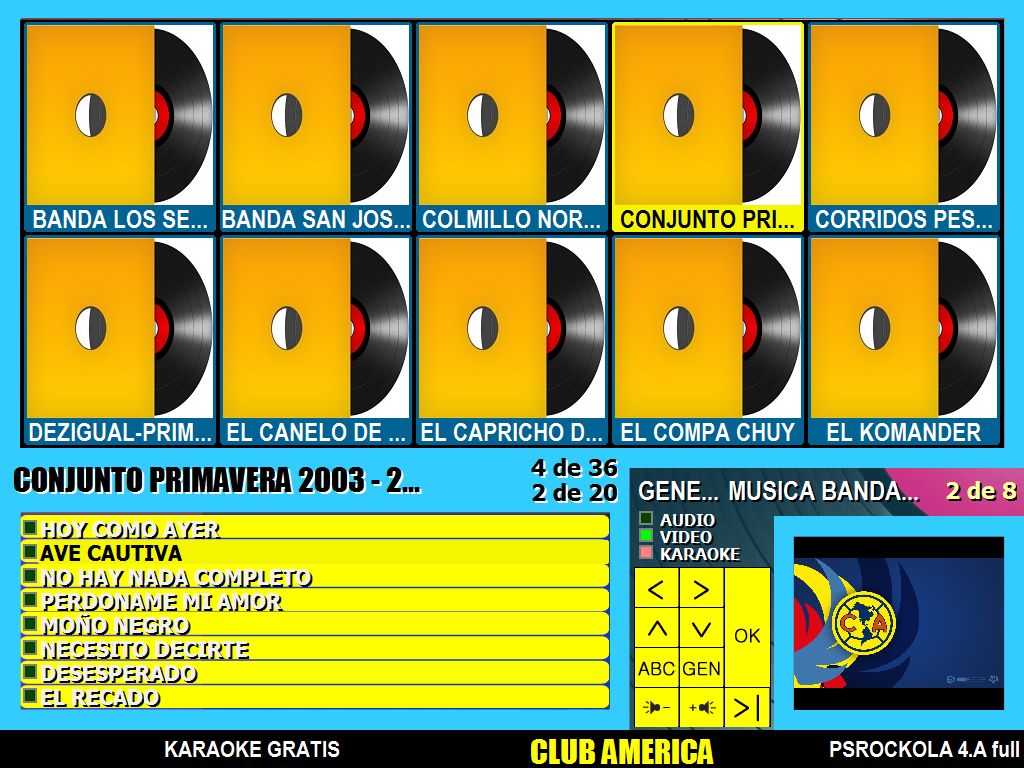 BANDA LOS SE...
BANDA SAN JOS...
COLMILLO NOR...
CONJUNTO PRI...
CORRIDOS PES...
DEZIGUAL-PRIM...
EL CANELO DE ...
EL CAPRICHO D...
EL COMPA CHUY
EL KOMANDER
CONJUNTO PRIMAVERA 2003 - 2...
4 de 36
2 de 20
HOY COMO AYER
AVE CAUTIVA
NO HAY NADA COMPLETO
PERDONAME MI AMOR
MOÑO NEGRO
NECESITO DECIRTE
DESESPERADO
EL RECADO
GENE... MUSICA BANDA... 2 de 8
AUDIO
VIDEO
KARAOKE
< >
OK
ABC GEN
- +
>|
CA
KARAOKE GRATIS
CLUB AMERICA
PSROCKOLA 4.A full